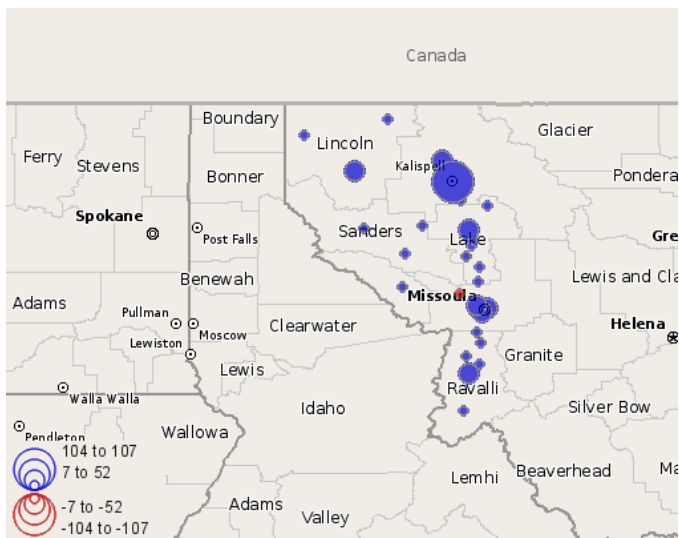 Canada
Boundary
Glacier
Lincoln
Ferry
Stevens
Kalispell
Bonner
Pondera
Spokane
Post Falls
Sanders
Lake
Gre
Benewah
Lewis and Cla
Adams
Missoula
Pullman
Moscow
Clearwater
Helena
Lewiston
Granite
Lewis
Ravalli
Walla Walla
Idaho
Silver Bow
Pendleton
Wallowa
104 to 107
7 to 52
Lemhi
Beaverhead
Ma
-7 to -52
Adams
-104 to -107
Valley